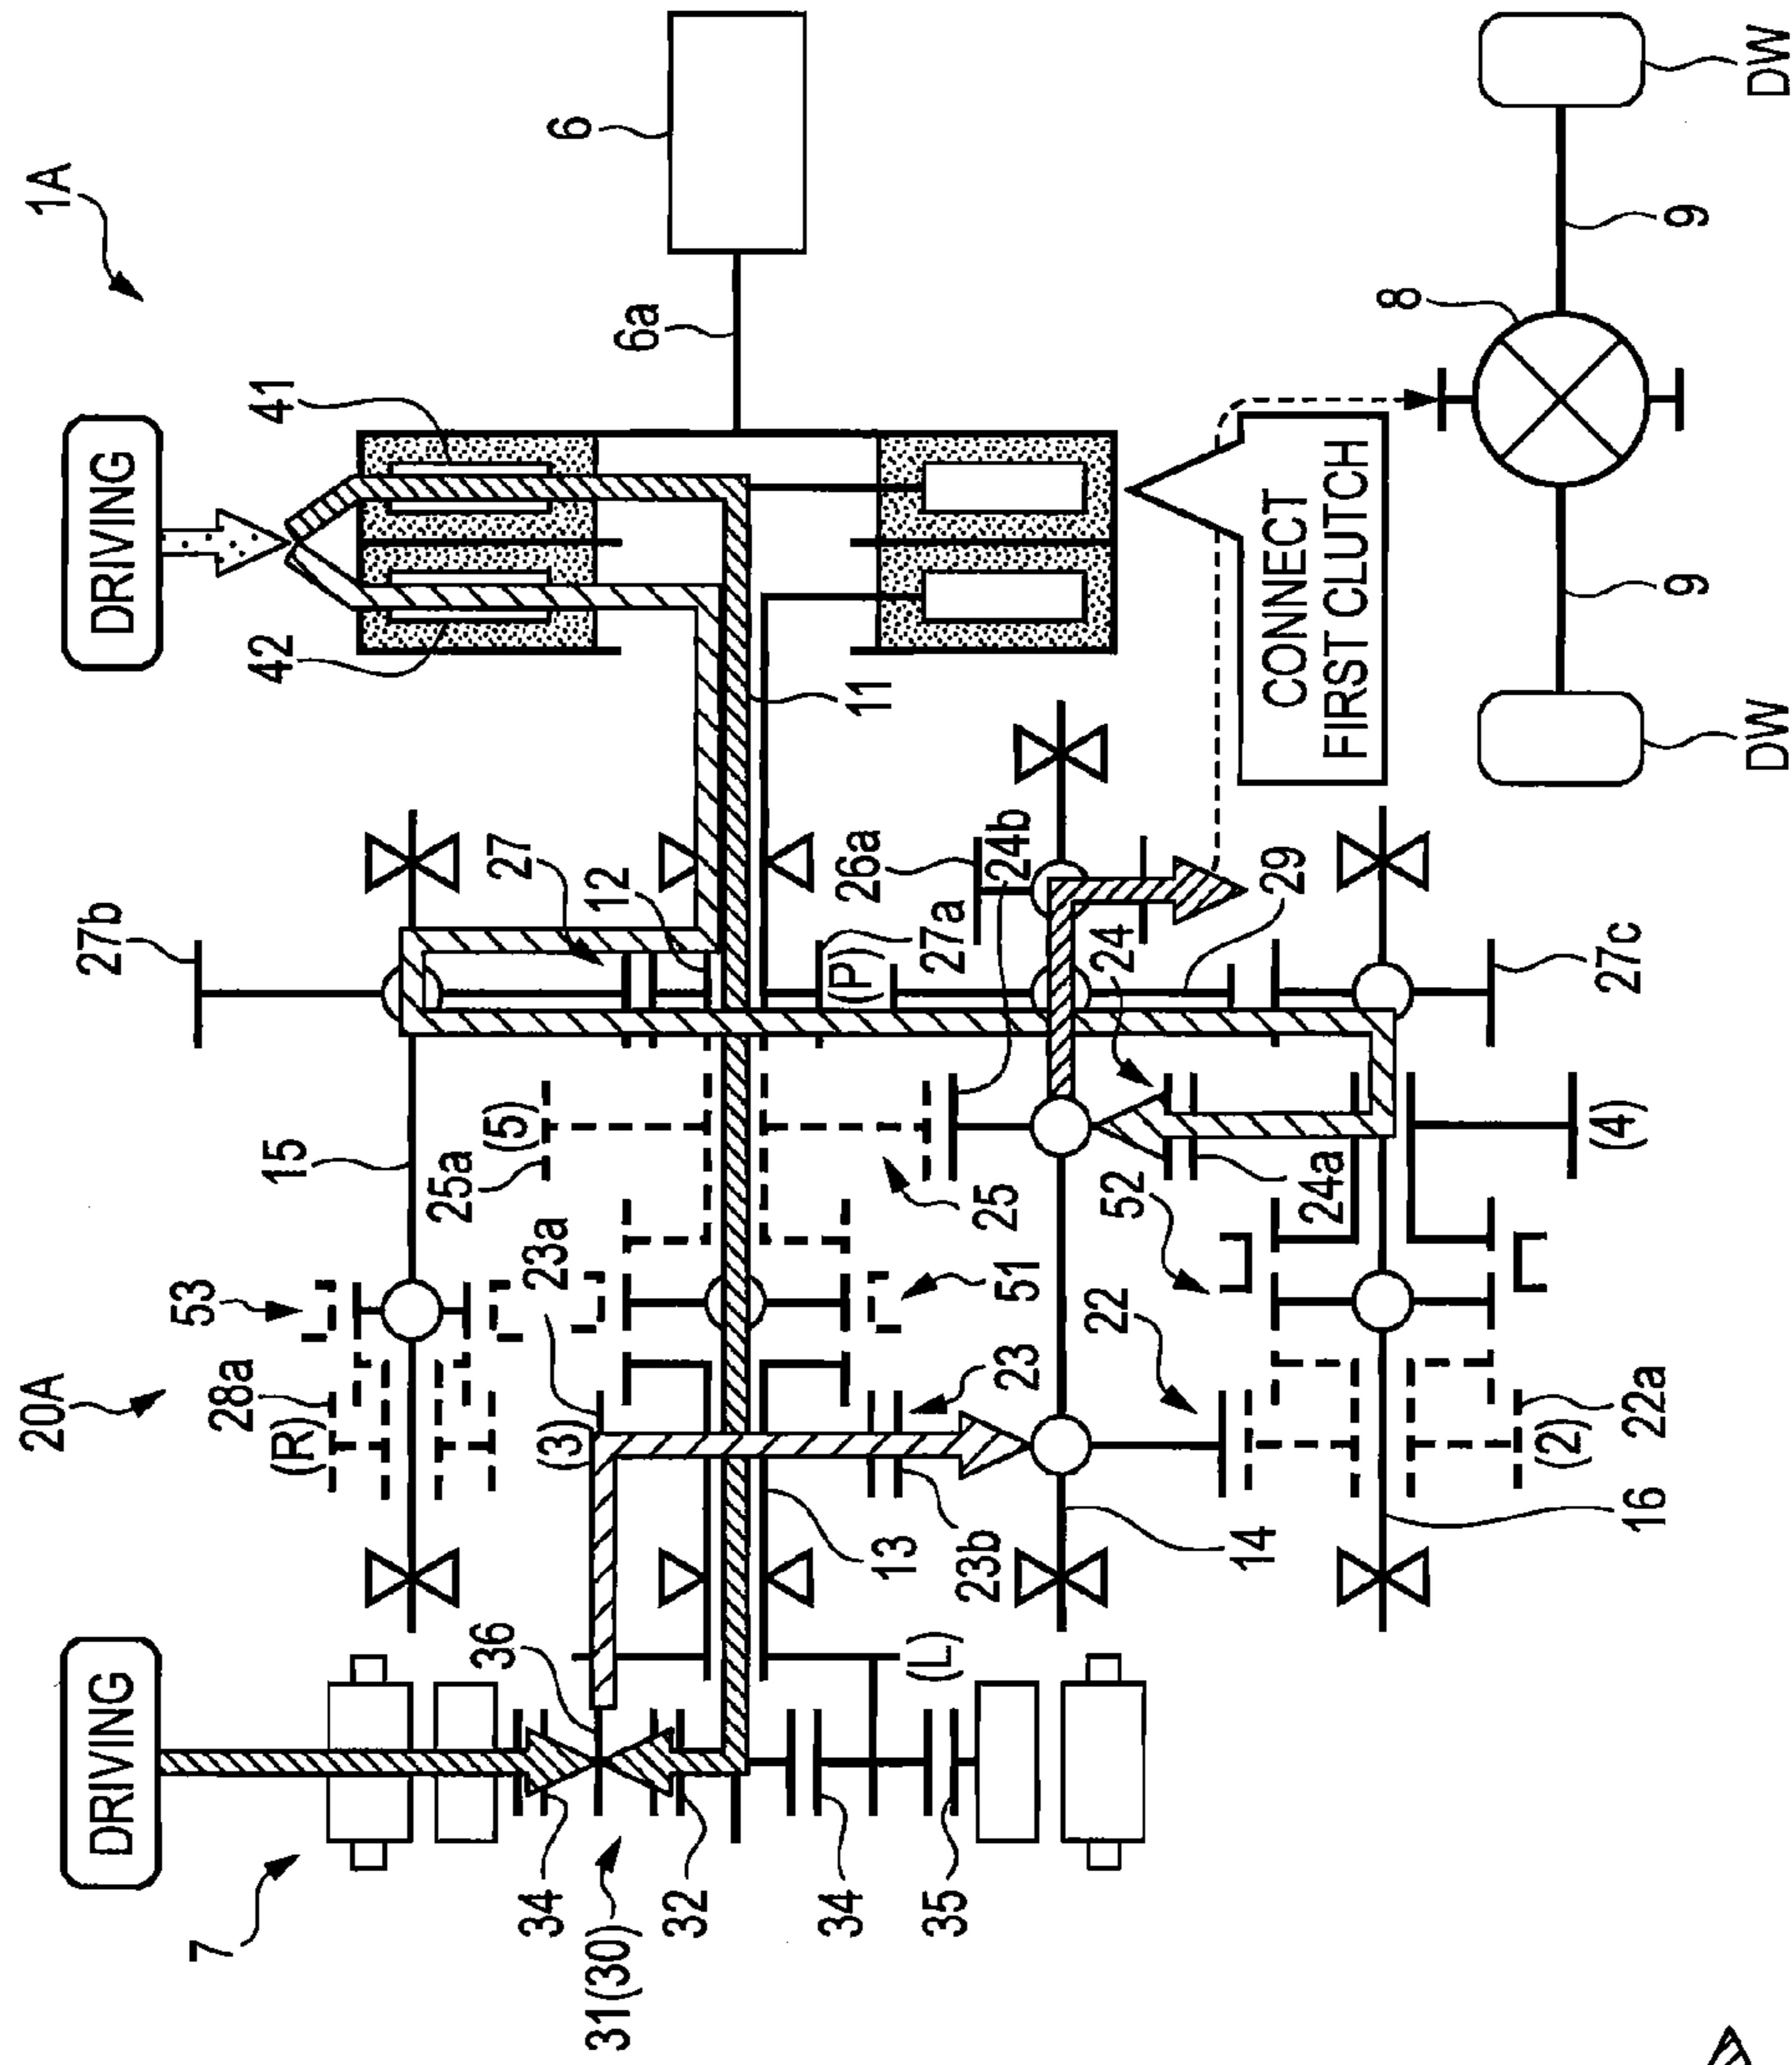 1A
DRIVING
41
42
6
6a
CONNECT
FIRST CLUTCH
8
9
9
DW
DW
11
27b
27
12
26a
27a
(P)
24b
24
29
27c
15
25a
(5)
25
52
24a
(4)
20A
53
28a
(R)
23a
(3)
51
22
23
22a
(2)
16
13
23b
14
DRIVING
7
36
(L)
34
31(30)
32
34
35